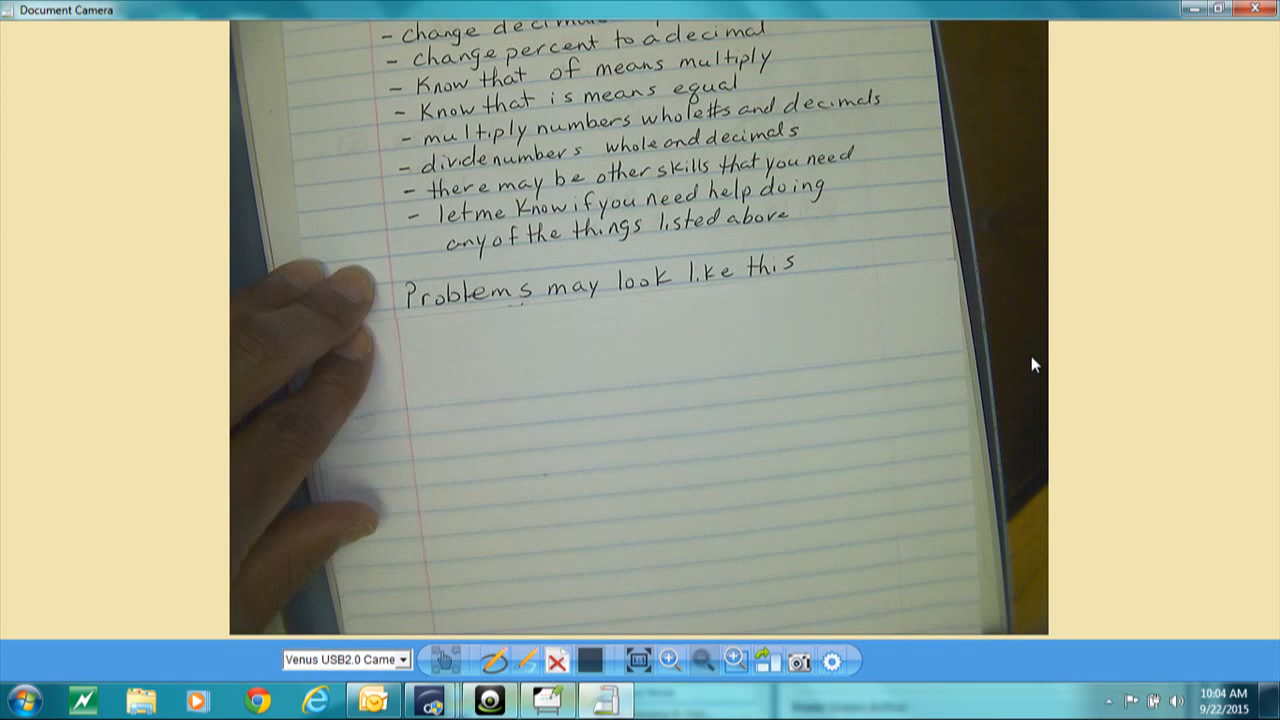 Document Camera
- change decimal
- change percent to a decimal
- Know that of means multiply
- Know that is means equal
- multiply numbers whole #s and decimals
- divide numbers whole and decimals
- there may be other skills that you need
- let me know if you need help doing
any of the things listed above
Problems may look like this
Venus USB2.0 Came
10:04 AM
9/22/2015